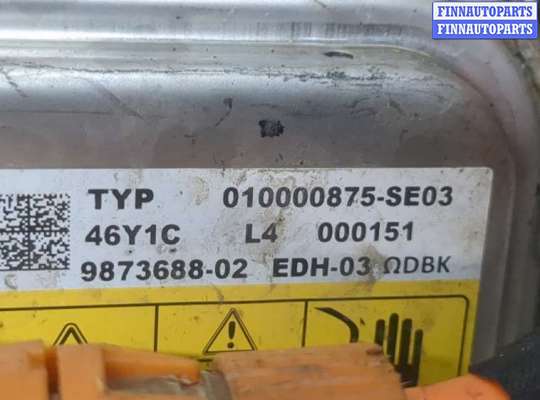 FINNAUTOPARTS
FINNAUTOPARTS
TYP 010000875-SE03
46Y1C L4 000151
9873688-02 EDH-03 ΩDBK